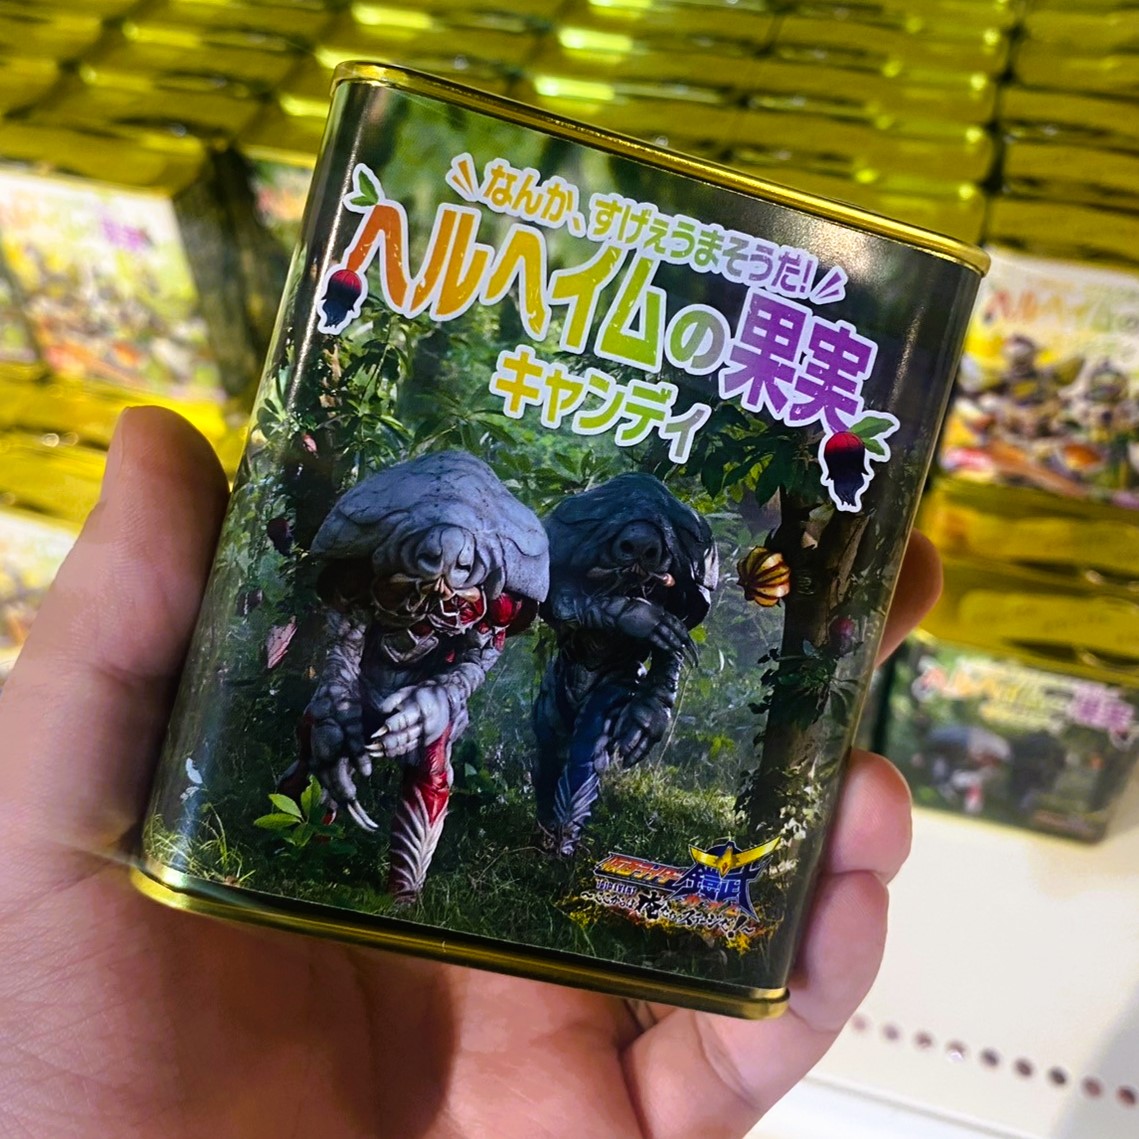 なんか、すげぇうまそうだ!
ヘルヘイムの果実
キャンディ
仮面ライダー鎧武